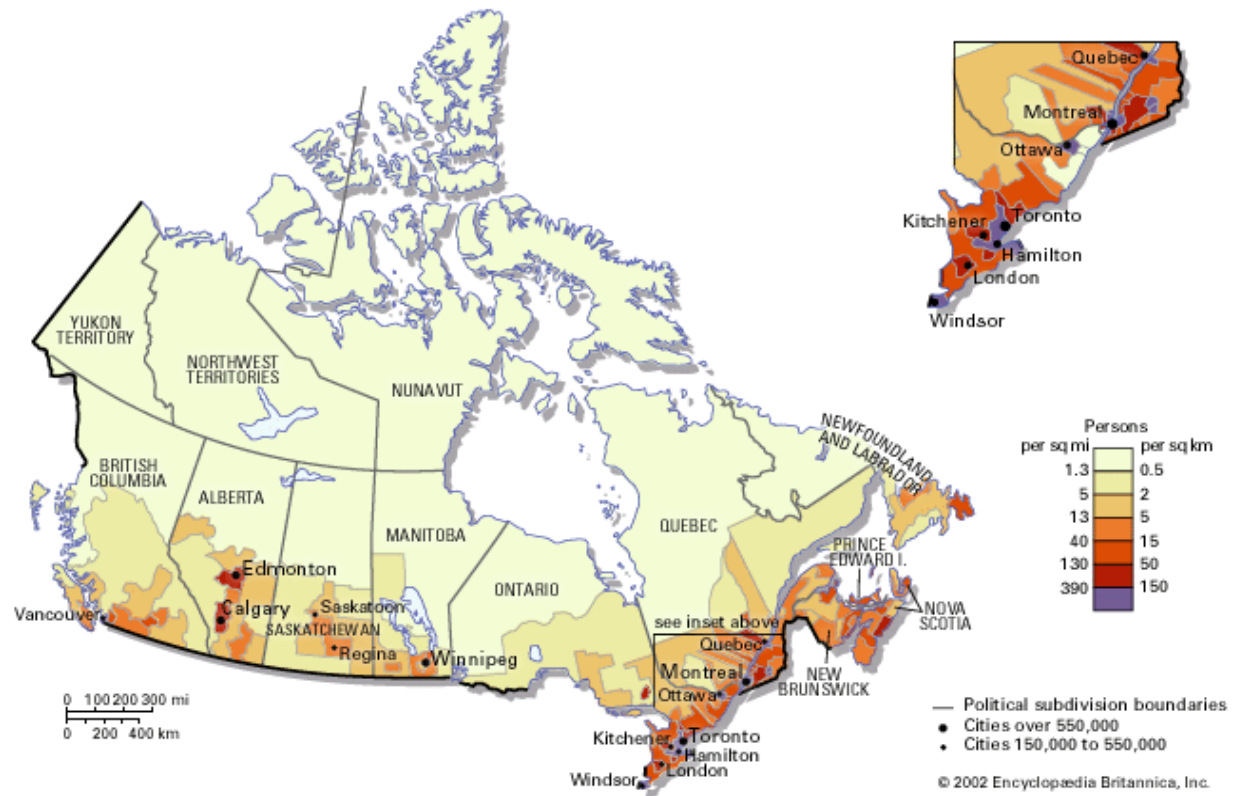 Quebec
Montreal
Ottawa
Kitchener
Toronto
Hamilton
London
Windsor
YUKON
TERRITORY
NORTHWEST
TERRITORIES
NUNAVUT
BRITISH
COLUMBIA
ALBERTA
MANITOBA
ONTARIO
QUEBEC
NEWFOUNDLAND
AND LABRADOR
PRINCE
EDWARD I.
NOVA
SCOTIA
NEW
BRUNSWICK
Edmonton
Calgary
Vancouver
Saskatoon
SASKATCHEWAN
Regina
Winnipeg
see inset above
Quebec
Montreal
Ottawa
Kitchener
Toronto
Hamilton
London
Windsor
Persons
per sq mi per sq km
1.3 0.5
5 2
13 5
40 15
130 50
390 150
0 100 200 300 mi
0 200 400 km
Political subdivision boundaries
Cities over 550,000
Cities 150,000 to 550,000
© 2002 Encyclopædia Britannica, Inc.